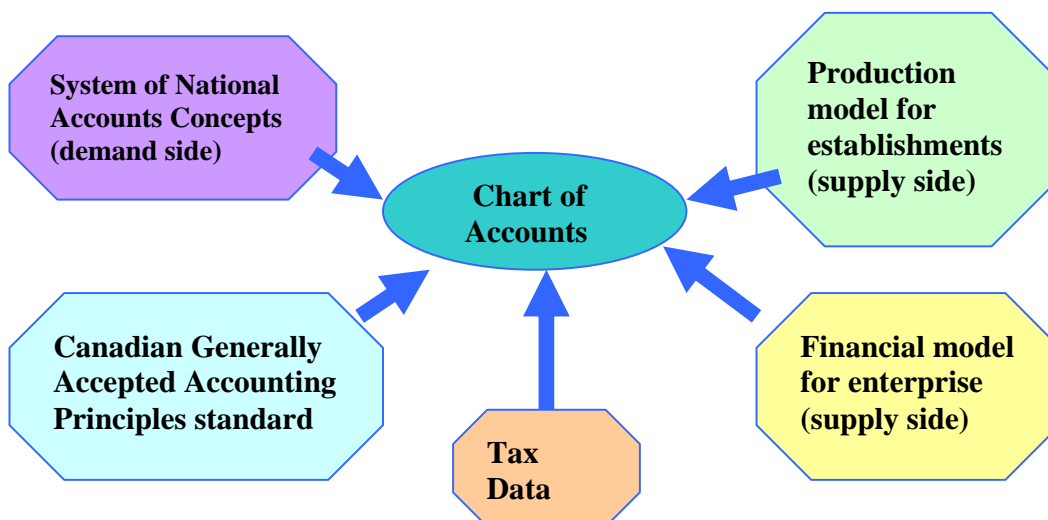 System of National
Accounts Concepts
(demand side)
Production
model for
establishments
(supply side)
Chart of
Accounts
Canadian Generally
Accepted Accounting
Principles standard
Financial model
for enterprise
(supply side)
Tax
Data